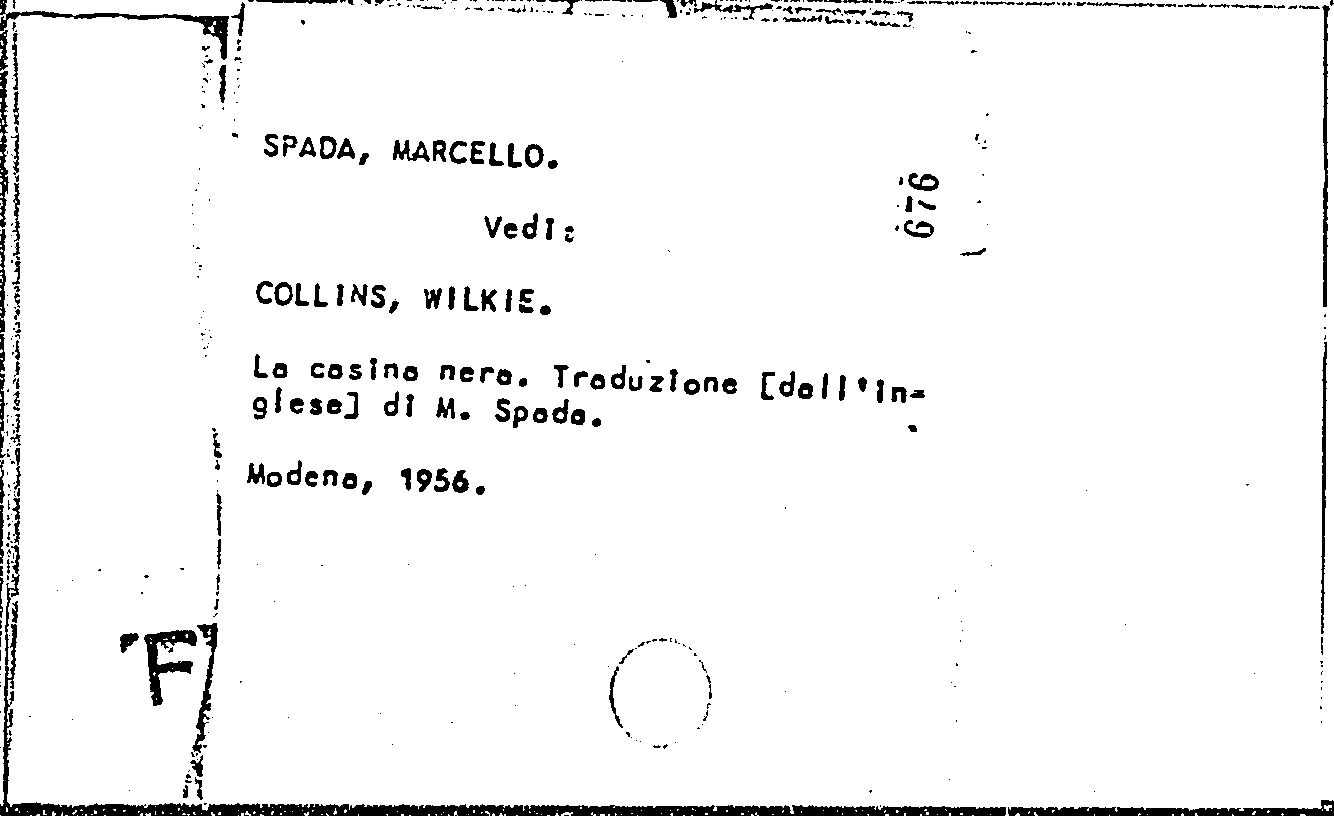 SPADA, MARCELLO.
676
Vedi:
COLLINS, WILKIE.
La casina nera. Traduzione [dall'in=
glese] di M. Spada.
Modena, 1956.
F